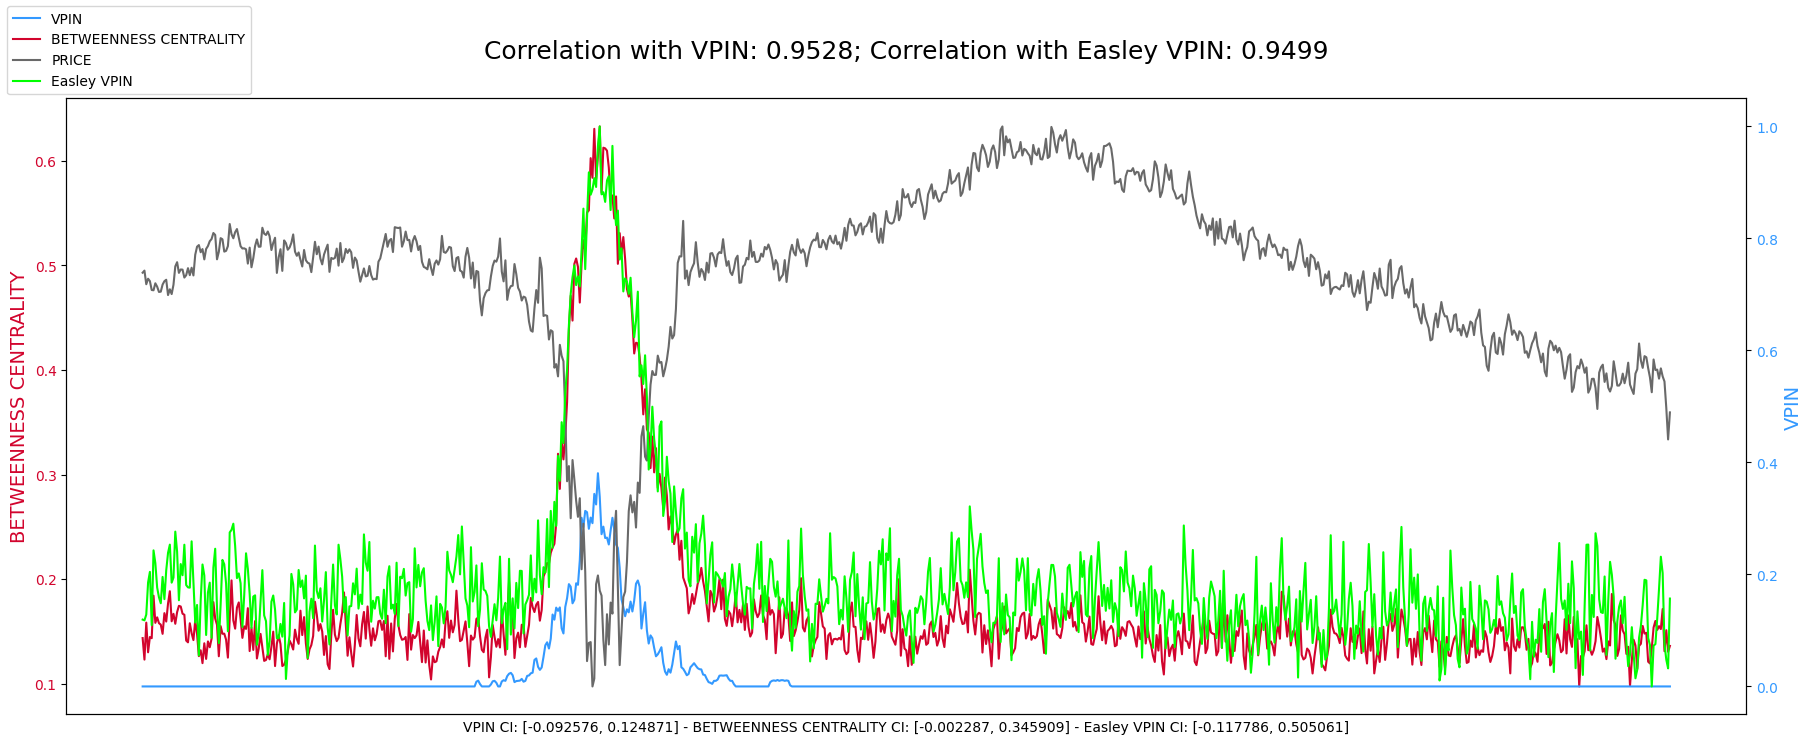 VPIN
BETWEENNESS CENTRALITY
PRICE
Easley VPIN
Correlation with VPIN: 0.9528; Correlation with Easley VPIN: 0.9499
BETWEENNESS CENTRALITY
0.6
0.5
0.4
0.3
0.2
0.1
1.0
0.8
0.6
0.4
0.2
0.0
VPIN
VPIN CI: [-0.092576, 0.124871] - BETWEENNESS CENTRALITY CI: [-0.002287, 0.345909] - Easley VPIN CI: [-0.117786, 0.505061]